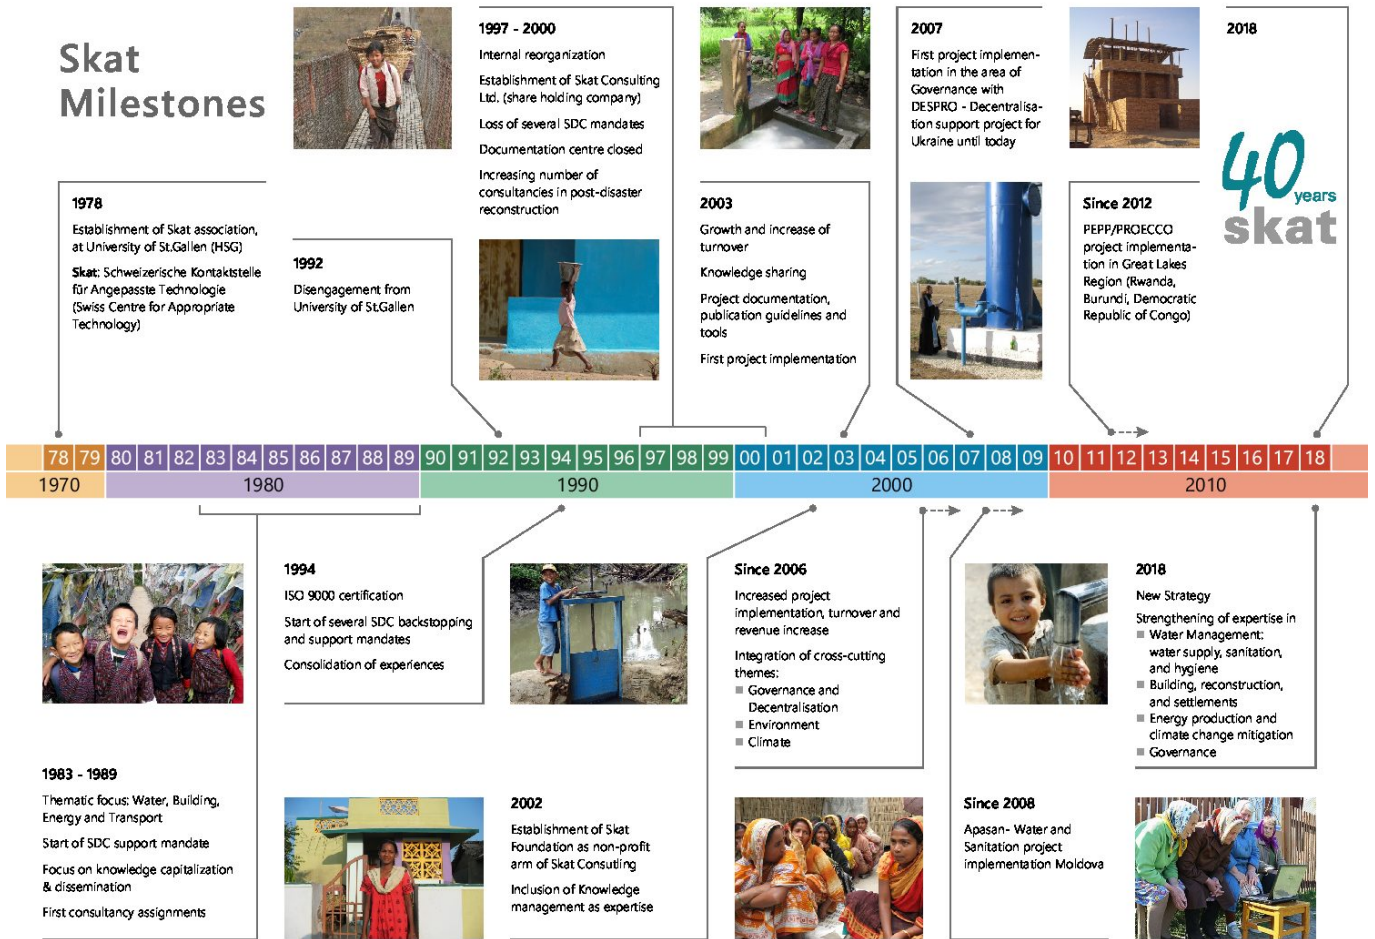 Skat
Milestones
1978
Establishment of Skat association,
at University of St.Gallen (HSG)
Skat: Schweizerische Kontaktstelle
für Angepasste Technologie
(Swiss Centre for Appropriate
Technology)
1992
Disengagement from
University of St.Gallen
1997 - 2000
Internal reorganization
Establishment of Skat Consulting
Ltd. (share holding company)
Loss of several SDC mandates
Documentation centre closed
Increasing number of
consultancies in post-disaster
reconstruction
2003
Growth and increase of
turnover
Knowledge sharing
Project documentation,
publication guidelines and
tools
First project implementation
2007
First project implemen-
tation in the area of
Governance with
DESPRO - Decentralisa-
tion support project for
Ukraine until today
Since 2012
PEPP/PROECCO
project implementa-
tion in Great Lakes
Region (Rwanda,
Burundi, Democratic
Republic of Congo)
2018
40
years
skat
78 79 80 81 82 83 84 85 86 87 88 89 90 91 92 93 94 95 96 97 98 99 00 01 02 03 04 05 06 07 08 09 10 11 12 13 14 15 16 17 18
1970 1980 1990 2000 2010
1983 - 1989
Thematic focus: Water, Building,
Energy and Transport
Start of SDC support mandate
Focus on knowledge capitalization
& dissemination
First consultancy assignments
1994
ISO 9000 certification
Start of several SDC backstopping
and support mandates
Consolidation of experiences
2002
Establishment of Skat
Foundation as non-profit
arm of Skat Consutling
Inclusion of Knowledge
management as expertise
Since 2006
Increased project
implementation, turnover and
revenue increase
Integration of cross-cutting
themes:
Governance and
Decentralisation
Environment
Climate
Since 2008
Apasan- Water and
Sanitation project
implementation Moldova
2018
New Strategy
Strengthening of expertise in
Water Management:
water supply, sanitation,
and hygiene
Building, reconstruction,
and settlements
Energy production and
climate change mitigation
Governance